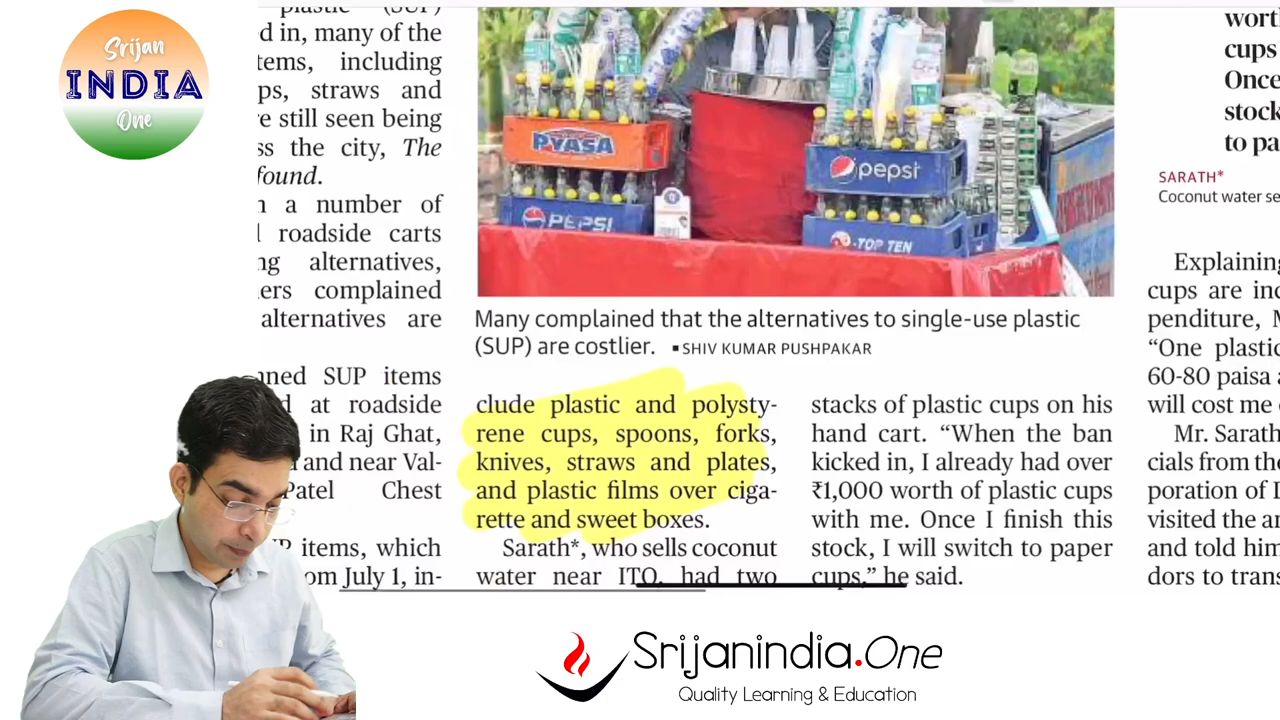 Srijan
INDIA
One
plastic (SUP)
d in, many of the
tems, including
ps, straws and
e still seen being
ss the city, The
found.
a number of
roadside carts
ng alternatives,
ers complained
alternatives are
ned SUP items
at roadside
in Raj Ghat,
and near Val-
Patel Chest
items, which
om July 1, in-
PYASA
PEPSI
pepsi
TOP TEN
Many complained that the alternatives to single-use plastic
(SUP) are costlier. ▪ SHIV KUMAR PUSHPAKAR
clude plastic and polysty-
rene cups, spoons, forks,
knives, straws and plates,
and plastic films over ciga-
rette and sweet boxes.
Sarath*, who sells coconut
water near ITO, had two
stacks of plastic cups on his
hand cart. “When the ban
kicked in, I already had over
₹1,000 worth of plastic cups
with me. Once I finish this
stock, I will switch to paper
cups,” he said.
wort
cups
Once
stock
to pa
SARATH*
Coconut water se
Explaining
cups are in
penditure, M
“One plastic
60-80 paisa a
will cost me
Mr. Sarath
cials from the
poration of D
visited the ar
and told him
dors to trans
Srijanindia.One
Quality Learning & Education